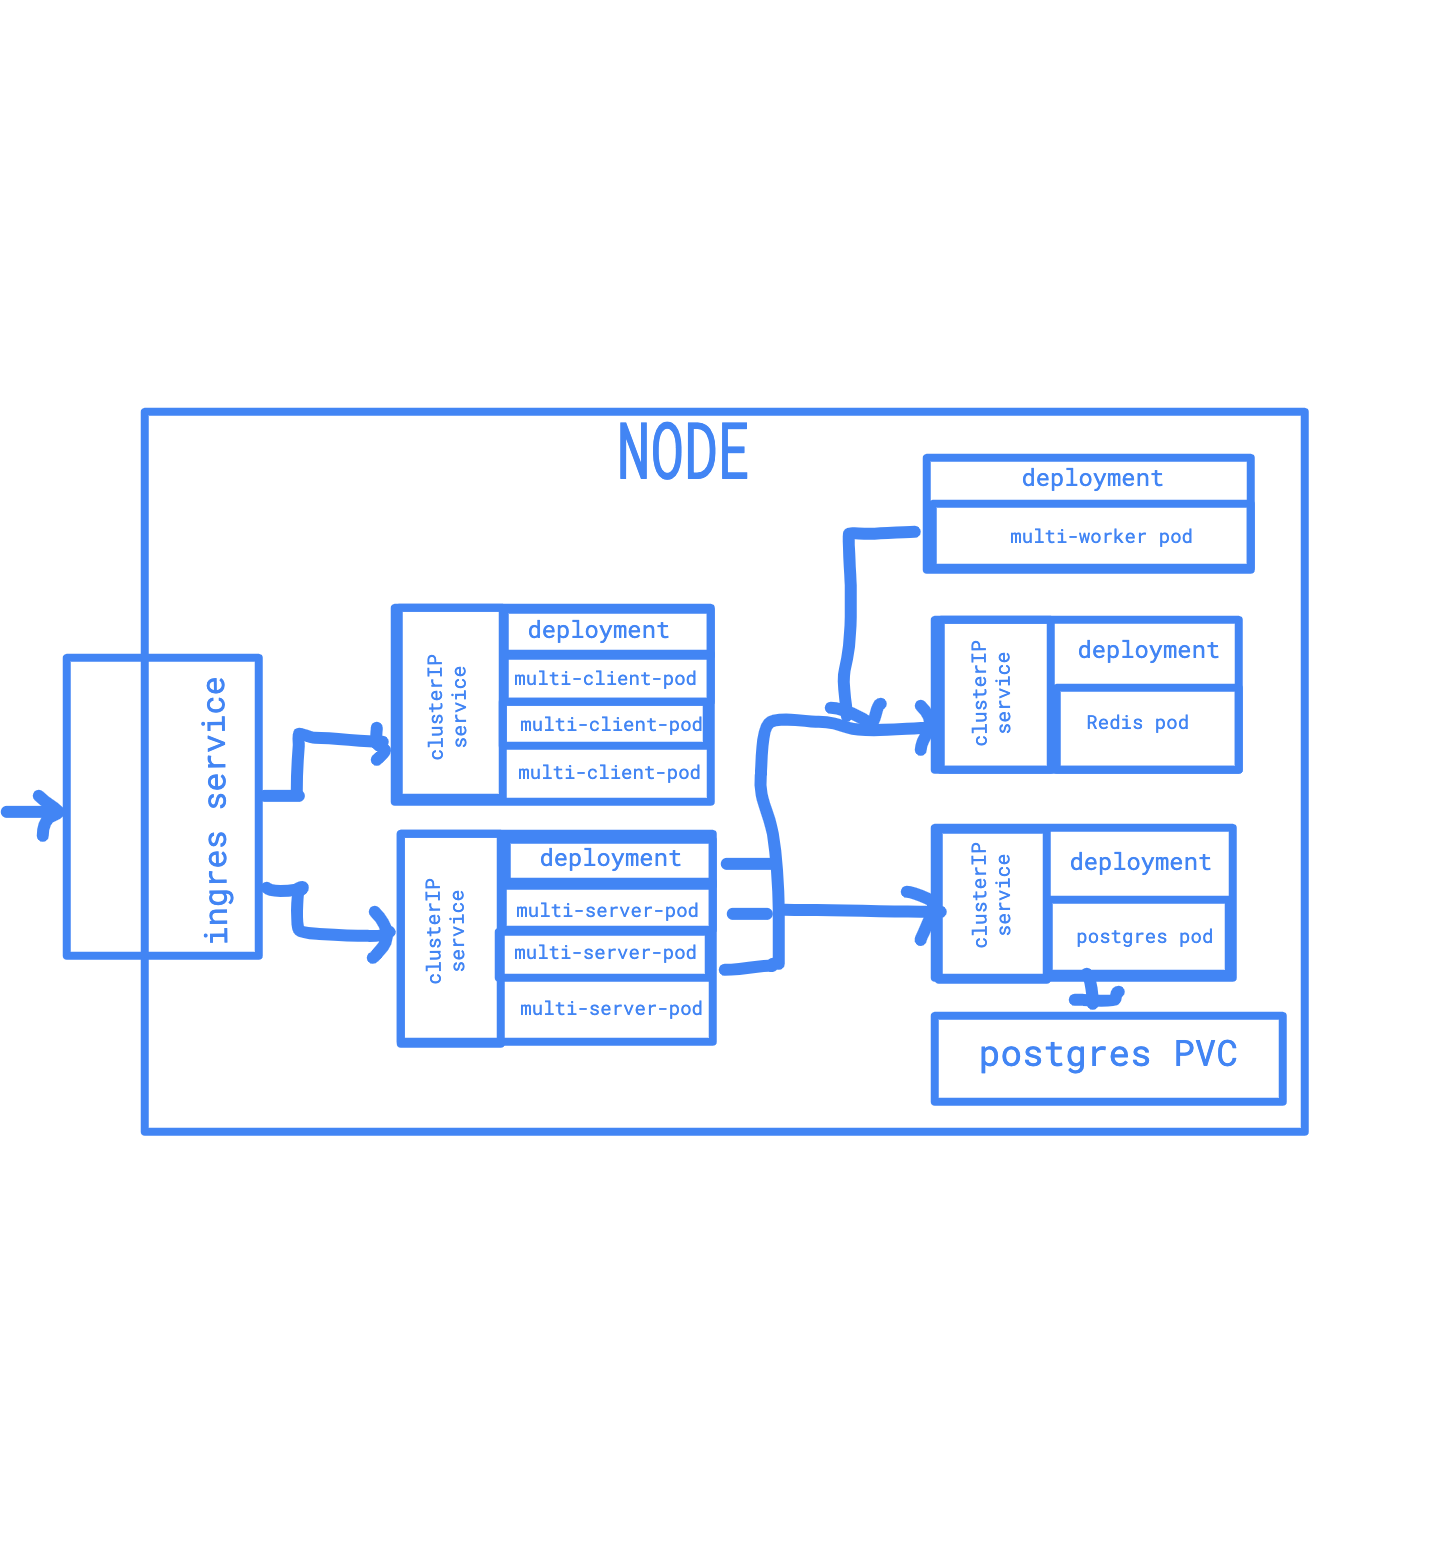 NODE
ingres service
clusterIP
service
deployment
multi-client-pod
multi-client-pod
multi-client-pod
clusterIP
service
deployment
multi-server-pod
multi-server-pod
multi-server-pod
deployment
multi-worker pod
clusterIP
service
deployment
Redis pod
clusterIP
service
deployment
postgres pod
postgres PVC